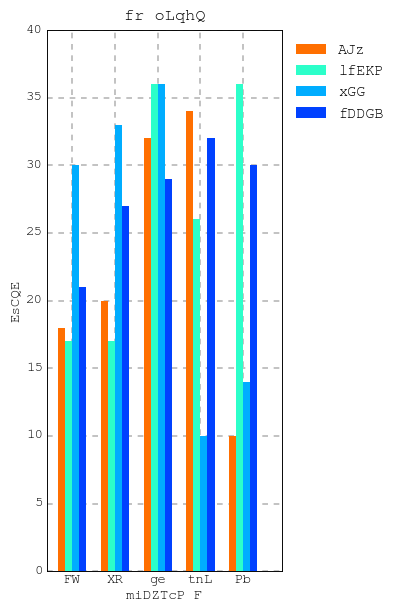 fr oLqhQ
40
35
30
25
20
15
10
5
0
EsCQE
FW XR ge tnL Pb
miDZTcP F
AJz
lfEKP
xGG
fDDGB